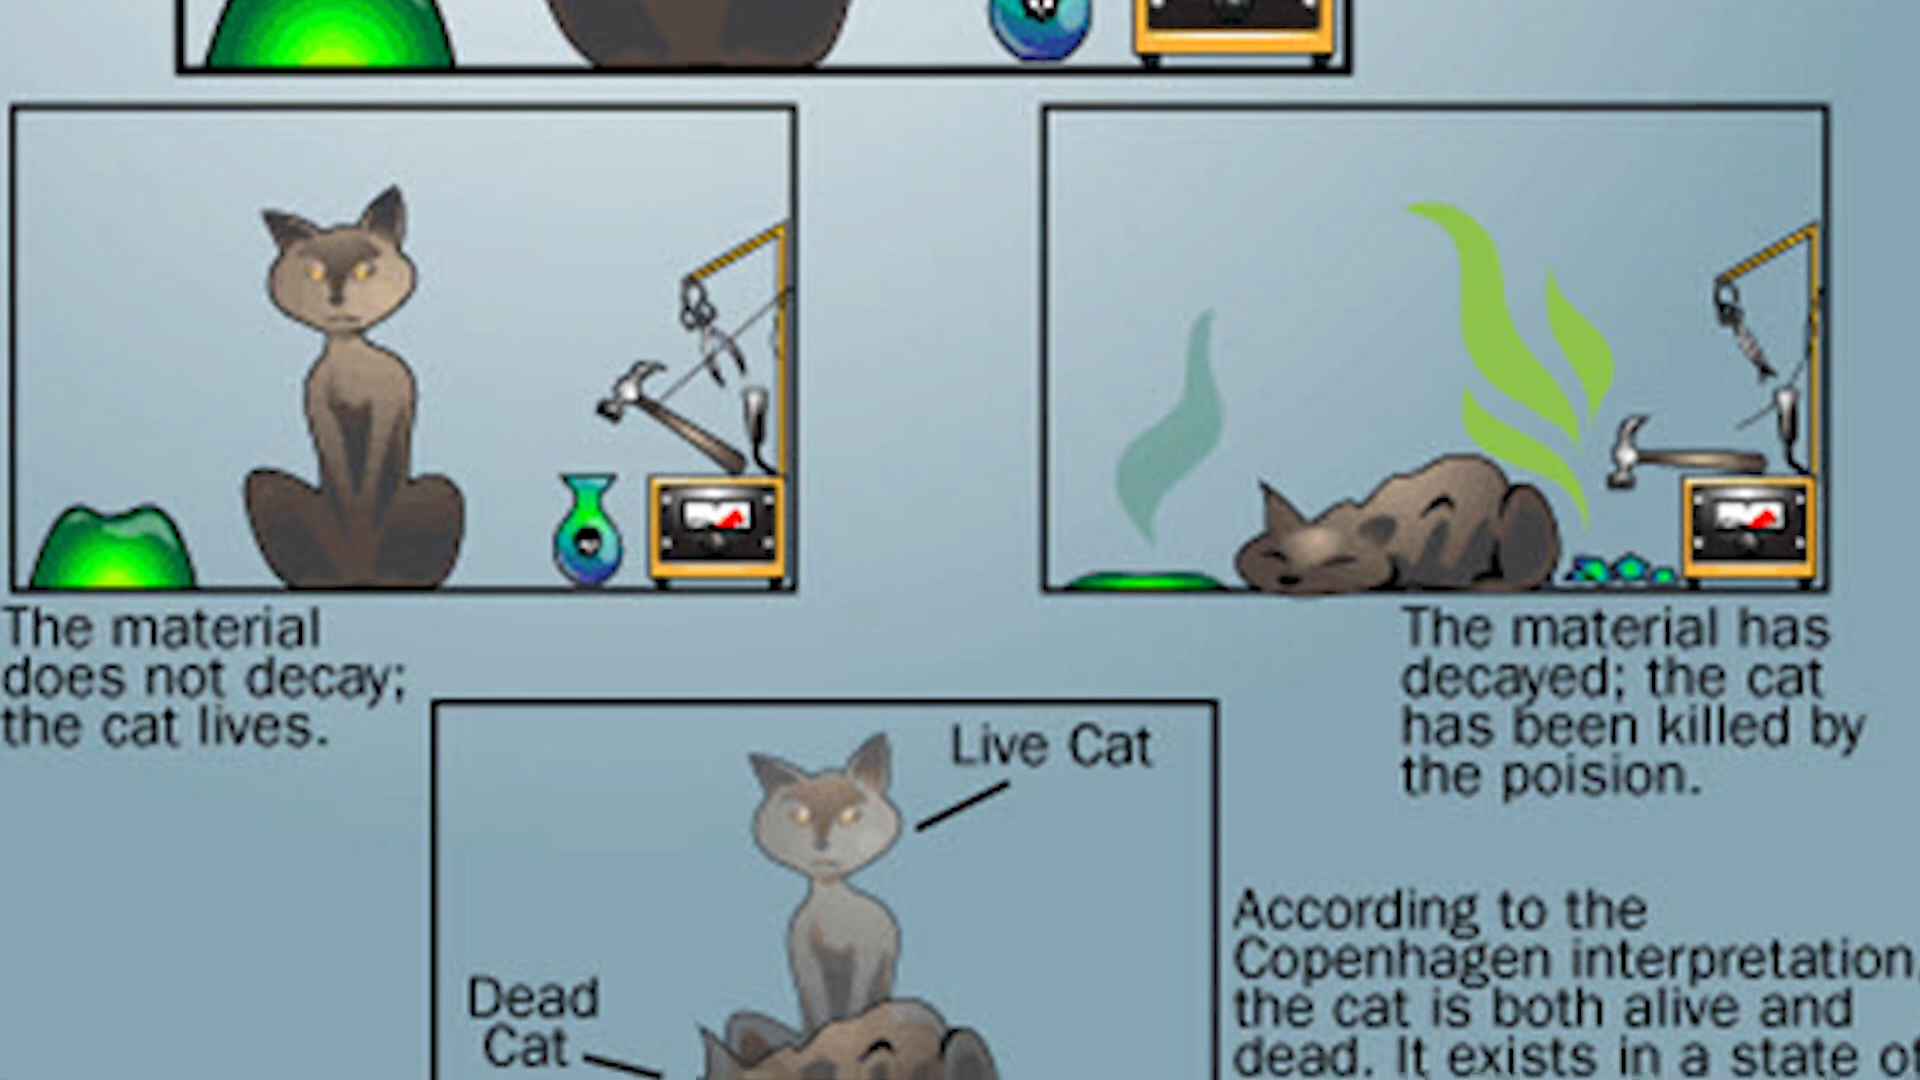 The material
does not decay;
the cat lives.
The material has
decayed; the cat
has been killed by
the poision.
Live Cat
Dead
Cat
According to the
Copenhagen interpretation,
the cat is both alive and
dead. It exists in a state of